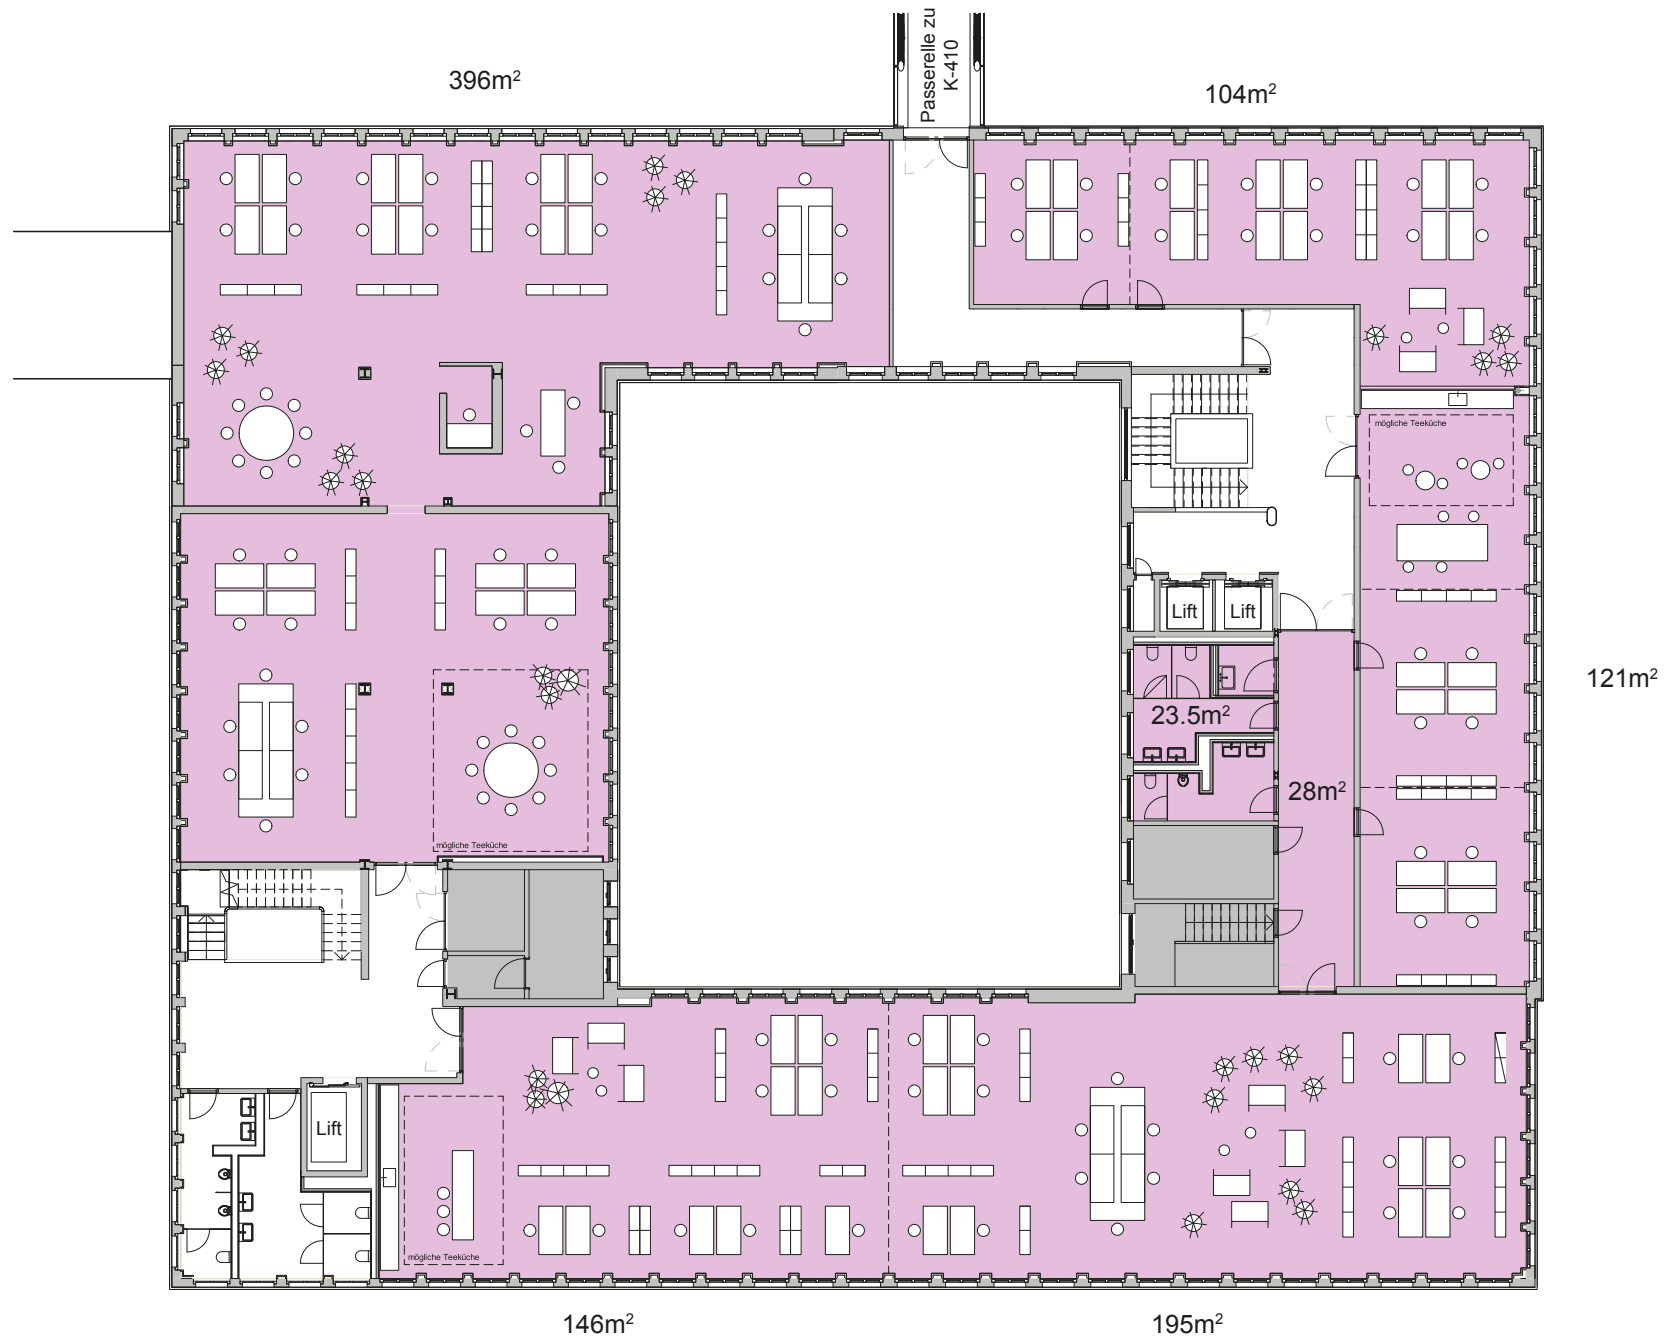 Passerelle zu
K-410
396m²
104m²
mögliche Teeküche
Lift
Lift
121m²
23.5m²
28m²
mögliche Teeküche
Lift
mögliche Teeküche
146m²
195m²